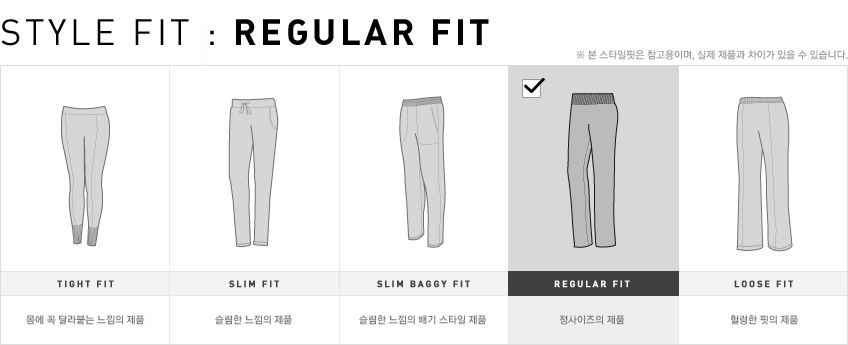 STYLE FIT : REGULAR FIT
※ 본 스타일핏은 참고용이며, 실제 제품과 차이가 있을 수 있습니다.
TIGHT FIT
SLIM FIT
SLIM BAGGY FIT
REGULAR FIT
LOOSE FIT
몸에 꼭 달라붙는 느낌의 제품
슬림한 느낌의 제품
슬림한 느낌의 배기 스타일 제품
정사이즈의 제품
헐렁한 핏의 제품